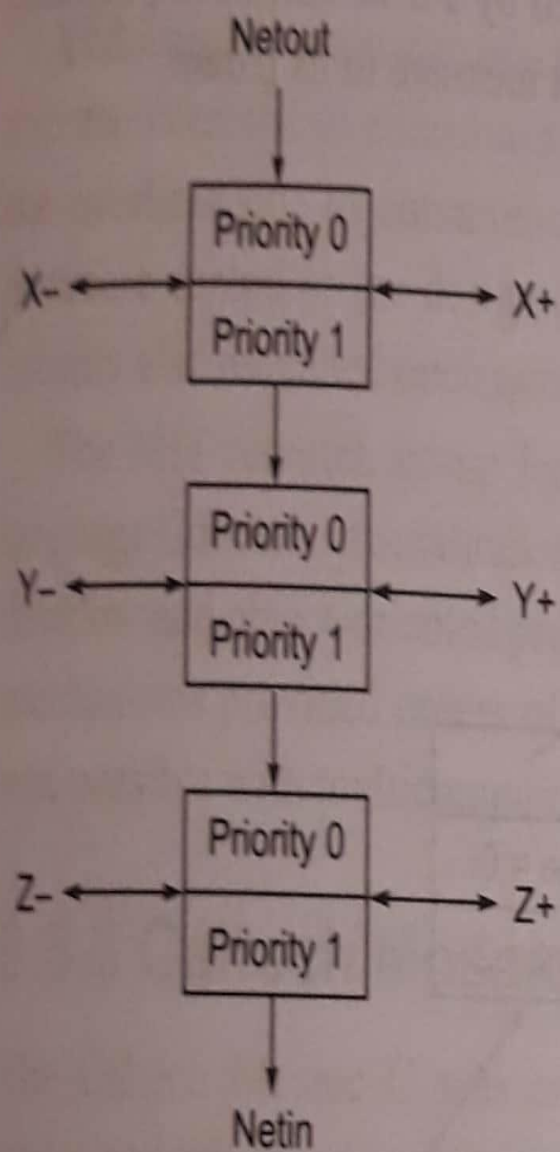 Netout
Priority 0
X– X+
Priority 1
Priority 0
Y– Y+
Priority 1
Priority 0
Z– Z+
Priority 1
Netin